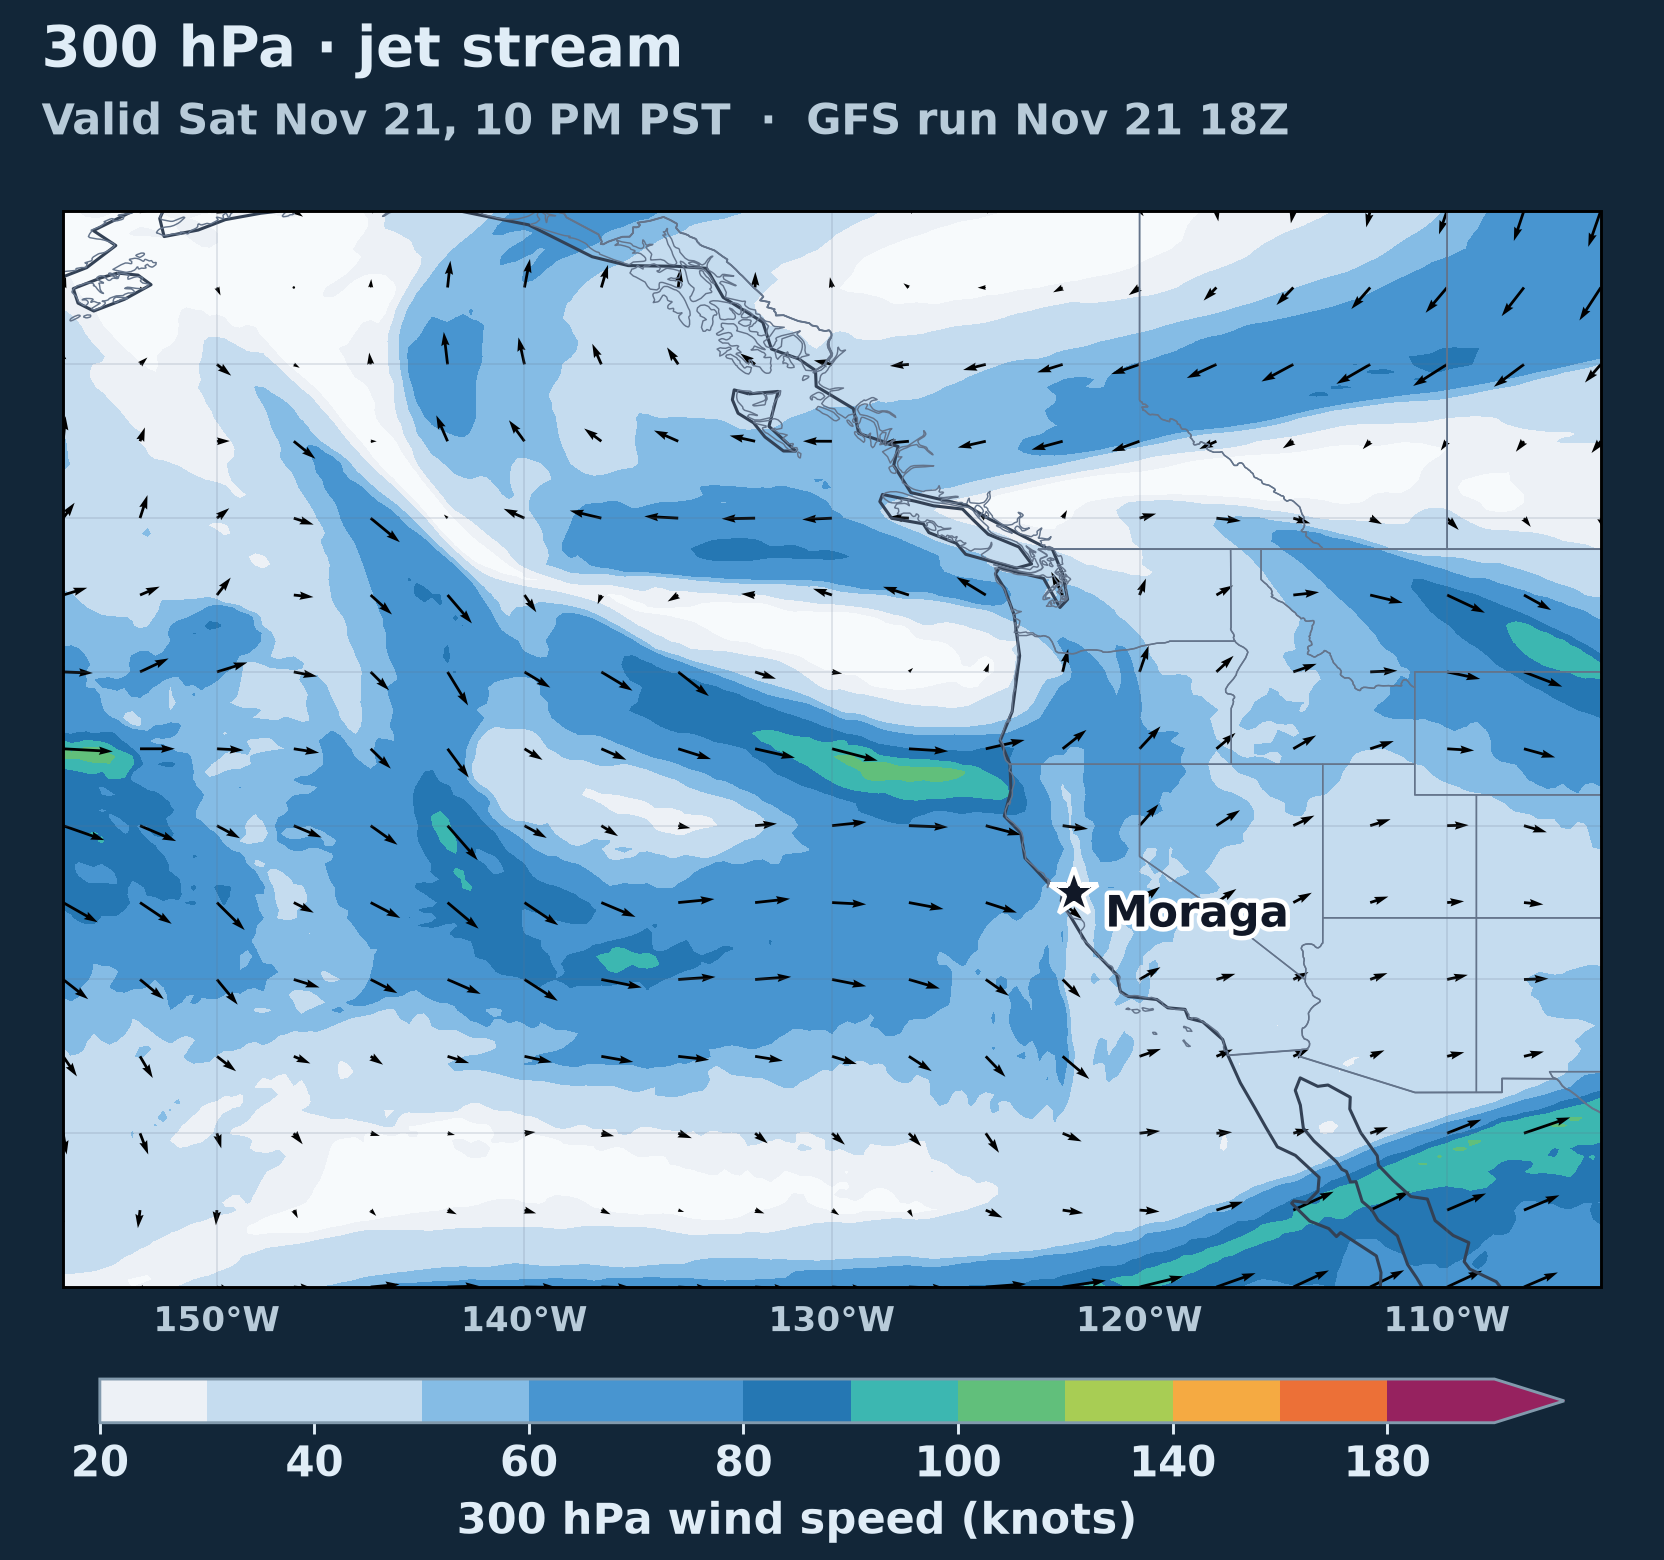 300 hPa · jet stream
Valid Sat Nov 21, 10 PM PST · GFS run Nov 21 18Z
Moraga
150°W 140°W 130°W 120°W 110°W
20 40 60 80 100 140 180
300 hPa wind speed (knots)